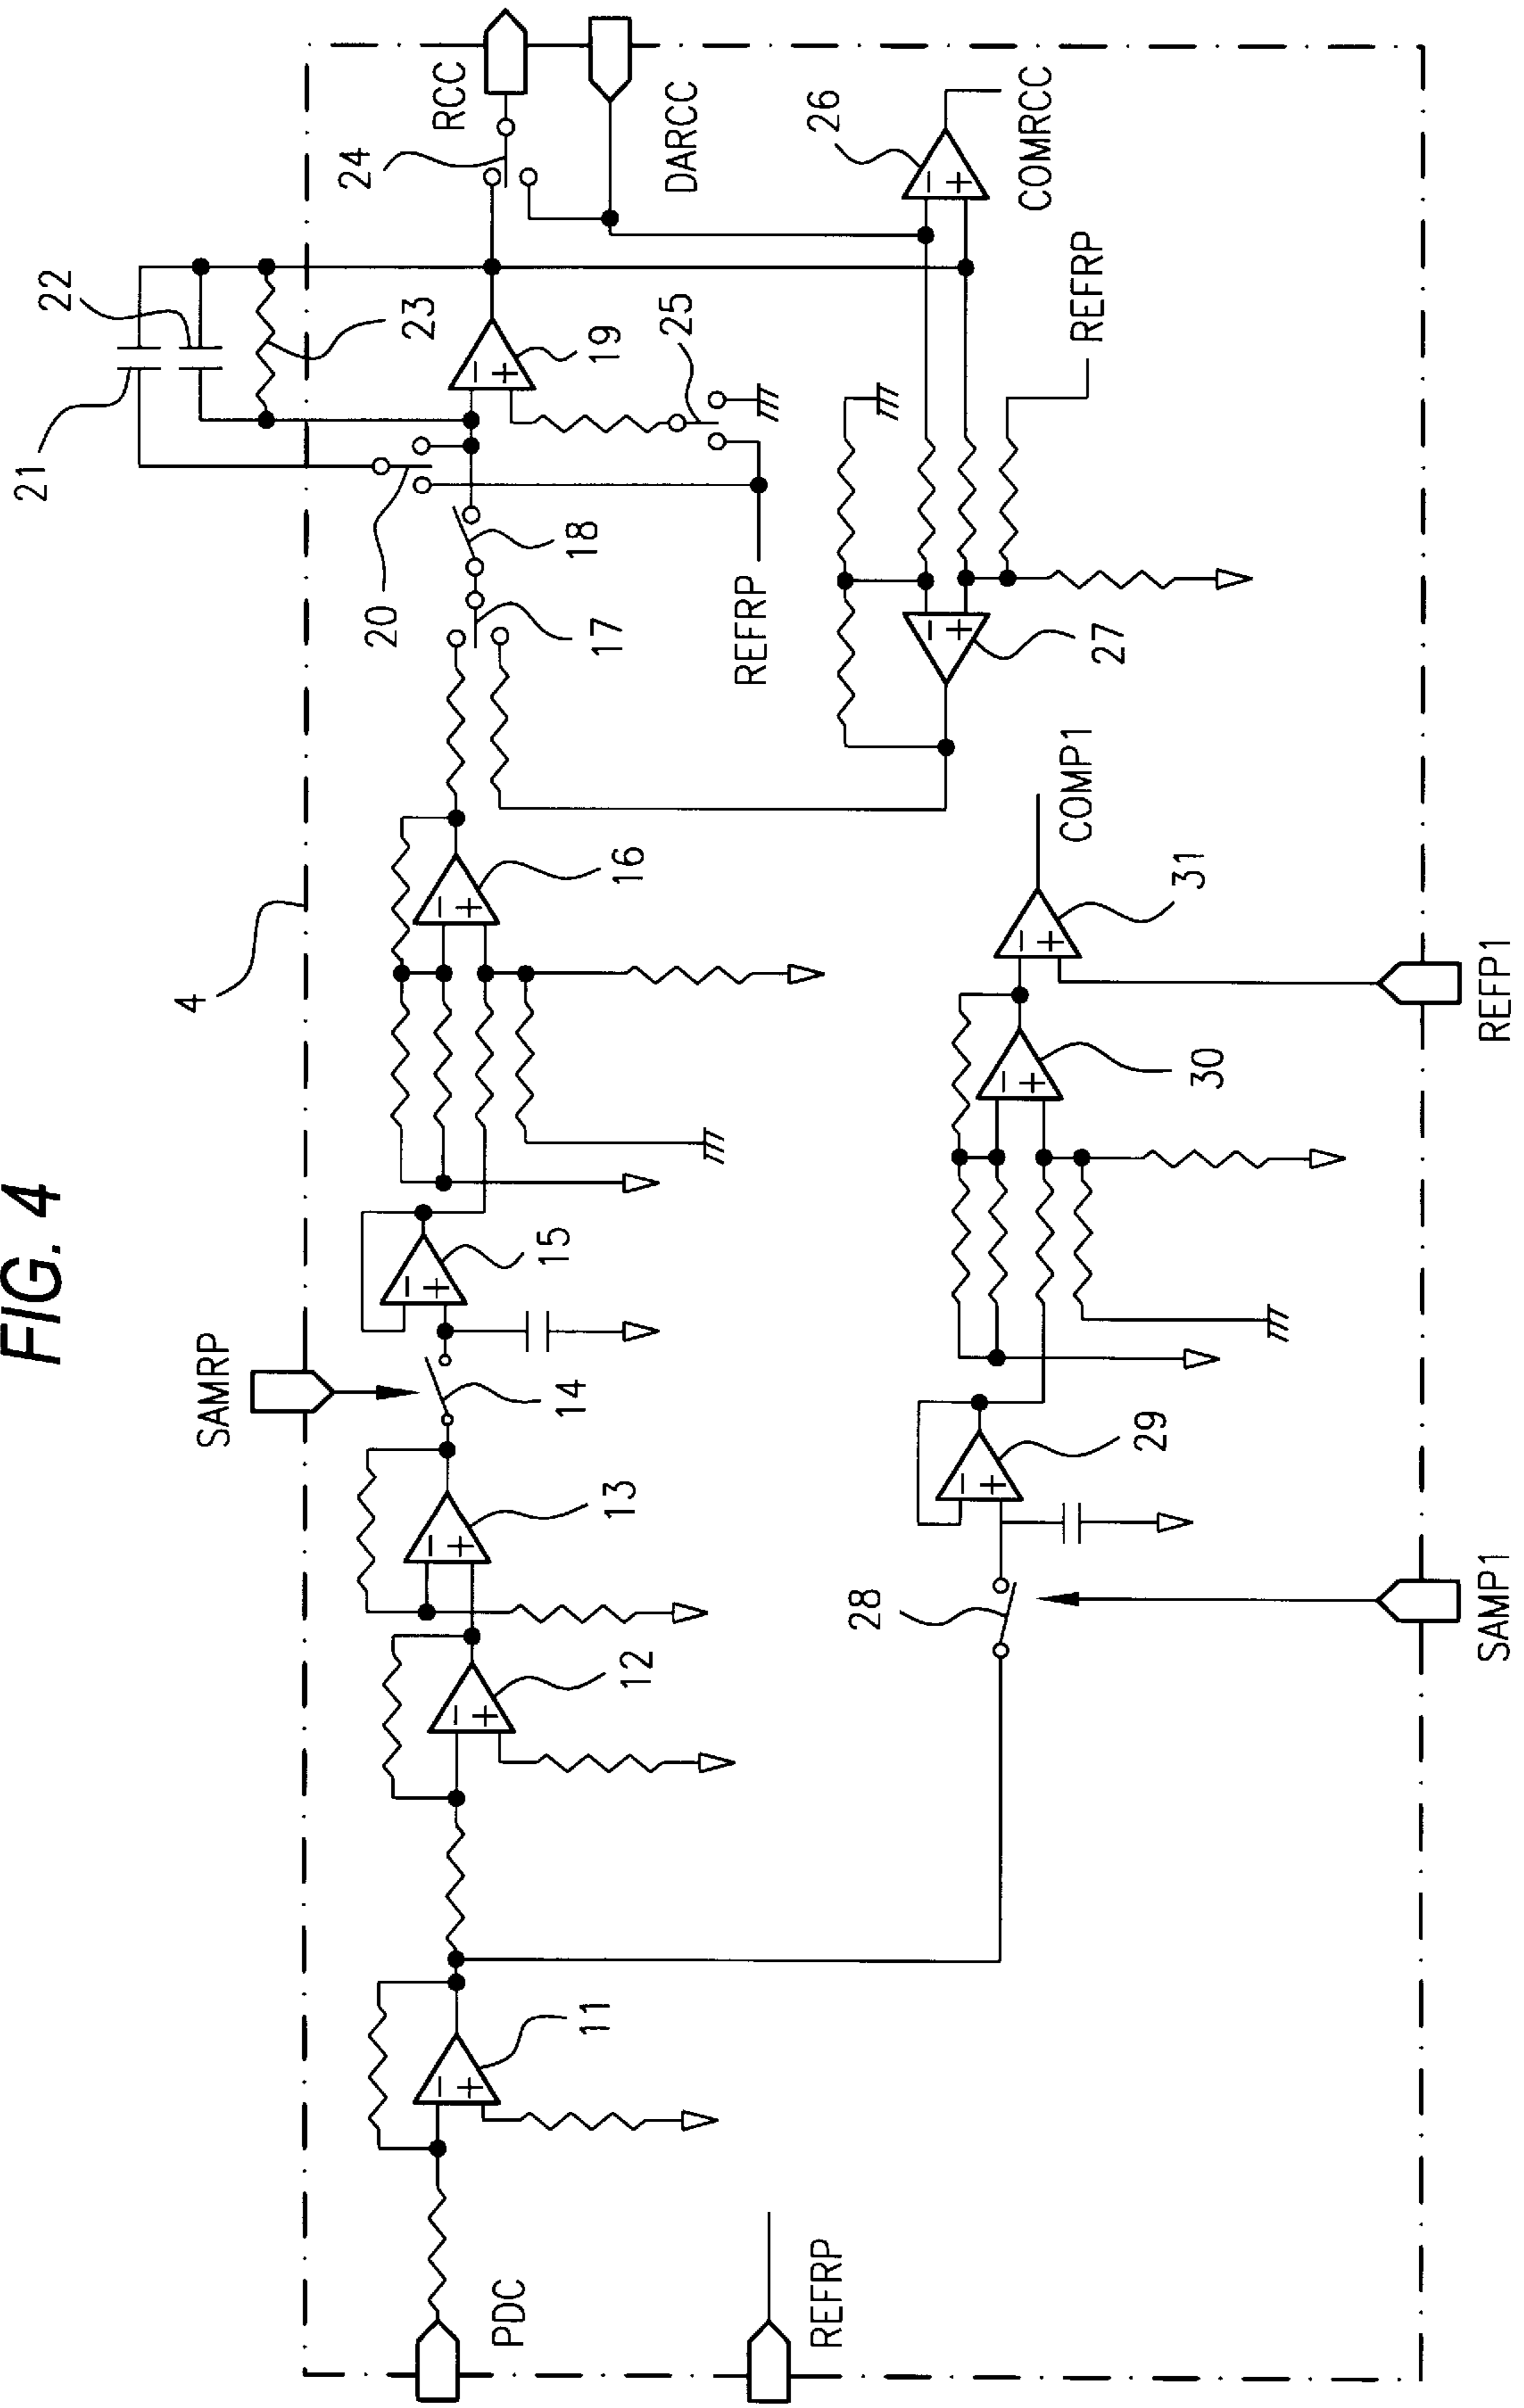 FIG. 4
4
21
22
23
RCC
24
DARCC
26
COMRCC
19
25
REFRP
20
18
17
REFRP
27
16
COMP1
31
REFP1
15
30
SAMRP
14
13
29
28
SAMP1
12
11
PDC
REFRP
− +
− +
− +
− +
− +
− +
− +
− +
− +
− +
− +